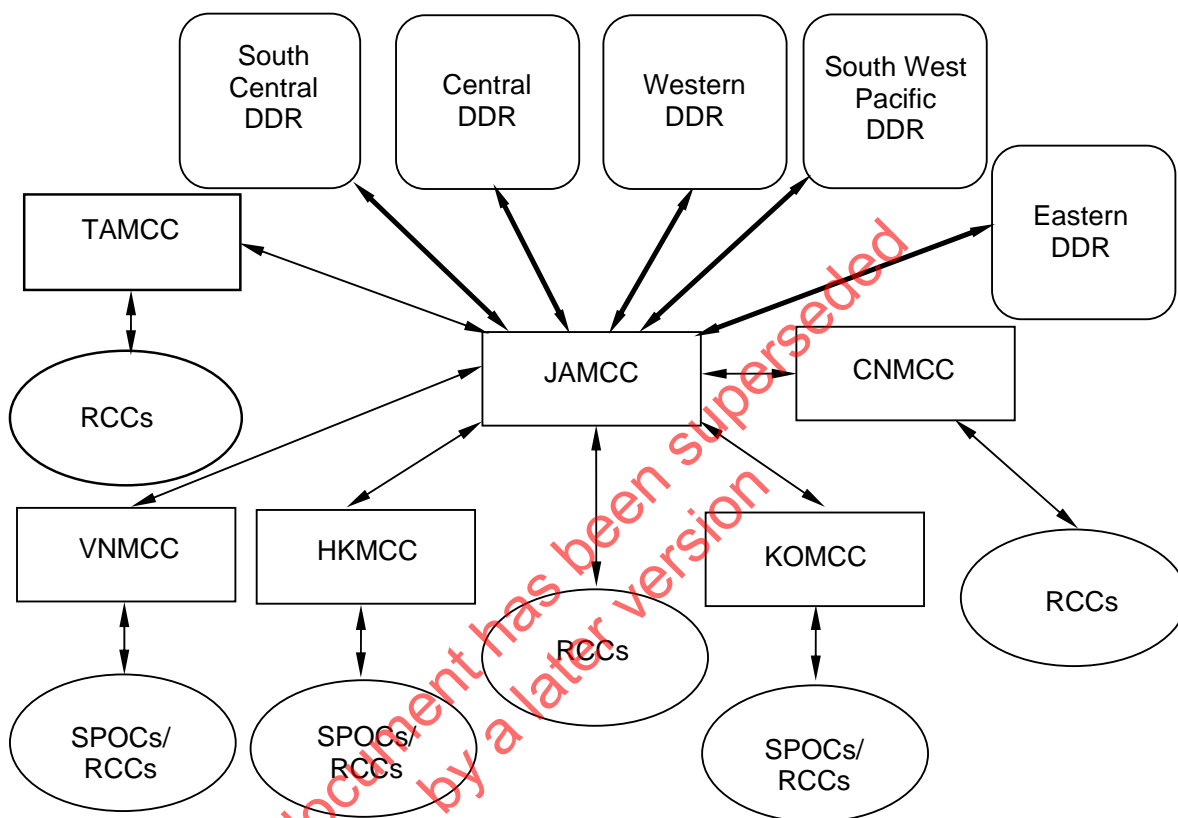 South
Central
DDR
Central
DDR
Western
DDR
South West
Pacific
DDR
Eastern
DDR
TAMCC
RCCs
JAMCC
CNMCC
VNMCC
HKMCC
KOMCC
RCCs
RCCs
SPOCs/
RCCs
SPOCs/
RCCs
SPOCs/
RCCs
document has been superseded
by a later version